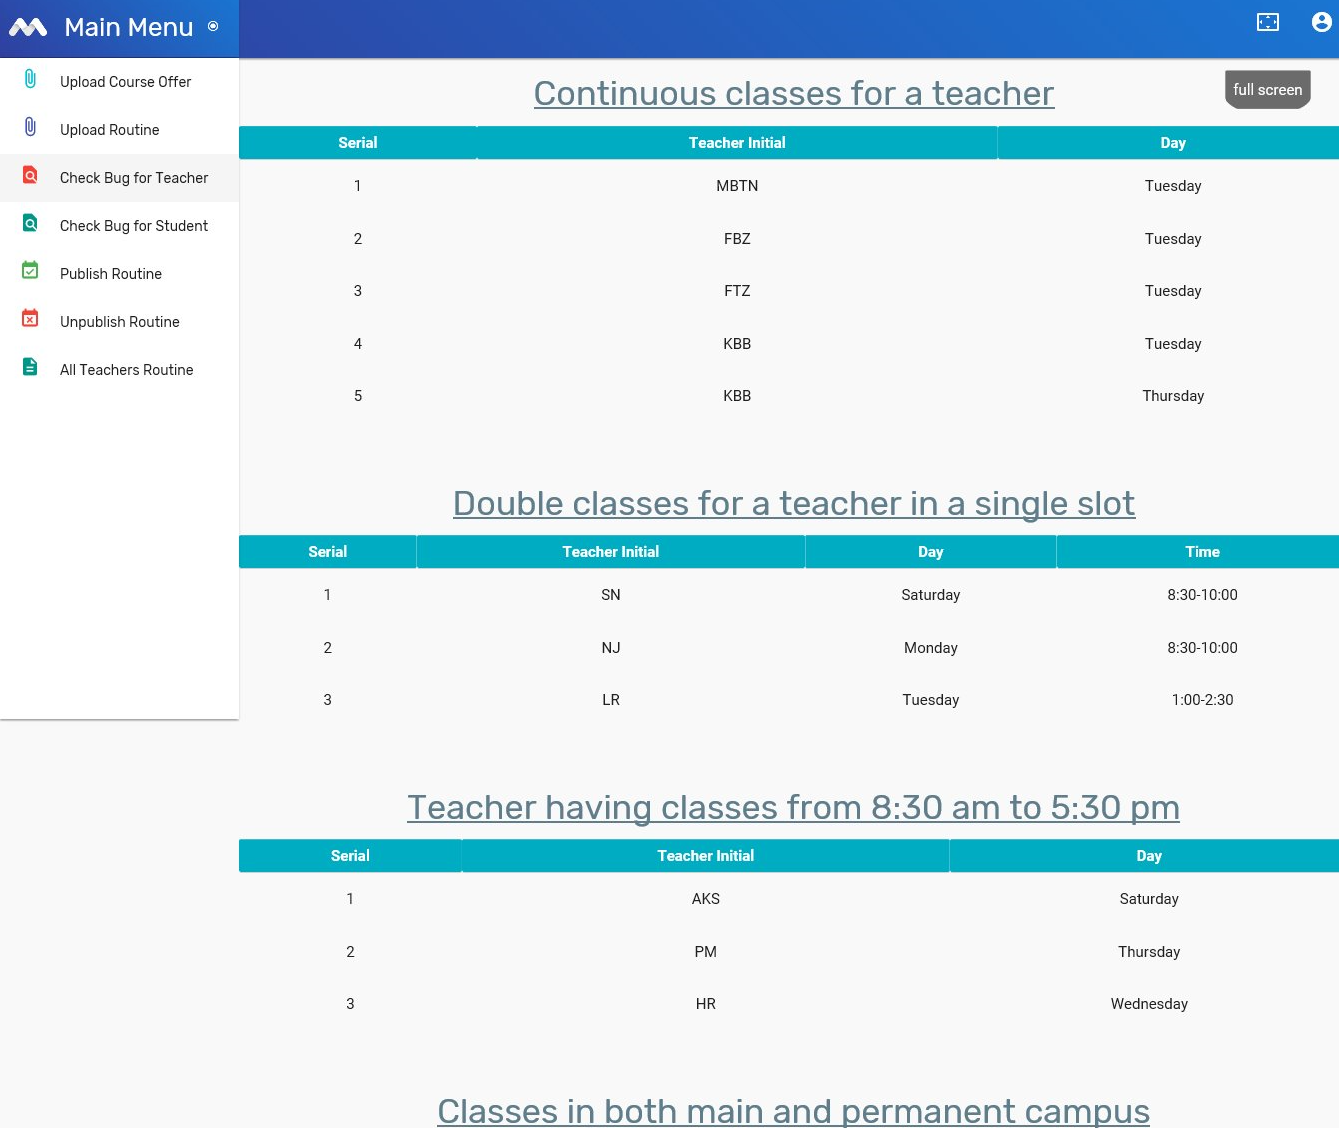 Main Menu
Upload Course Offer
Upload Routine
Check Bug for Teacher
Check Bug for Student
Publish Routine
Unpublish Routine
All Teachers Routine
full screen
Continuous classes for a teacher
Serial Teacher Initial Day
1 MBTN Tuesday
2 FBZ Tuesday
3 FTZ Tuesday
4 KBB Tuesday
5 KBB Thursday
Double classes for a teacher in a single slot
Serial Teacher Initial Day Time
1 SN Saturday 8:30-10:00
2 NJ Monday 8:30-10:00
3 LR Tuesday 1:00-2:30
Teacher having classes from 8:30 am to 5:30 pm
Serial Teacher Initial Day
1 AKS Saturday
2 PM Thursday
3 HR Wednesday
Classes in both main and permanent campus